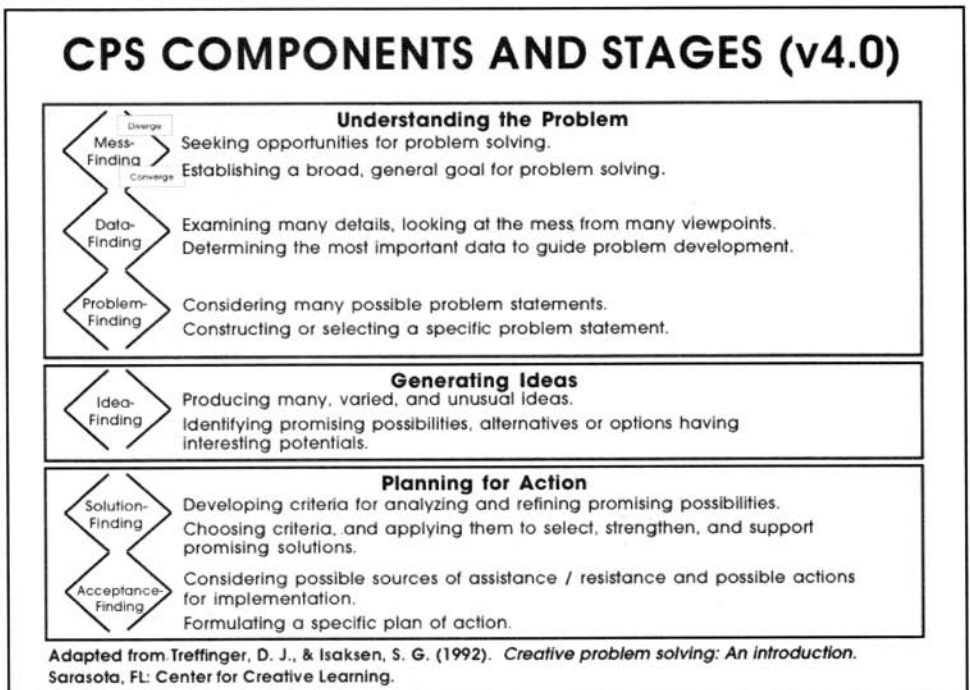 CPS COMPONENTS AND STAGES (v4.0)
Understanding the Problem
Diverge
Mess-
Finding
Converge
Seeking opportunities for problem solving.
Establishing a broad, general goal for problem solving.
Data-
Finding
Examining many details, looking at the mess from many viewpoints.
Determining the most important data to guide problem development.
Problem-
Finding
Considering many possible problem statements.
Constructing or selecting a specific problem statement.
Generating Ideas
Idea-
Finding
Producing many, varied, and unusual ideas.
Identifying promising possibilities, alternatives or options having
interesting potentials.
Planning for Action
Solution-
Finding
Developing criteria for analyzing and refining promising possibilities.
Choosing criteria, and applying them to select, strengthen, and support
promising solutions.
Acceptance-
Finding
Considering possible sources of assistance / resistance and possible actions
for implementation.
Formulating a specific plan of action.
Adapted from Treffinger, D. J., & Isaksen, S. G. (1992). Creative problem solving: An introduction.
Sarasota, FL: Center for Creative Learning.